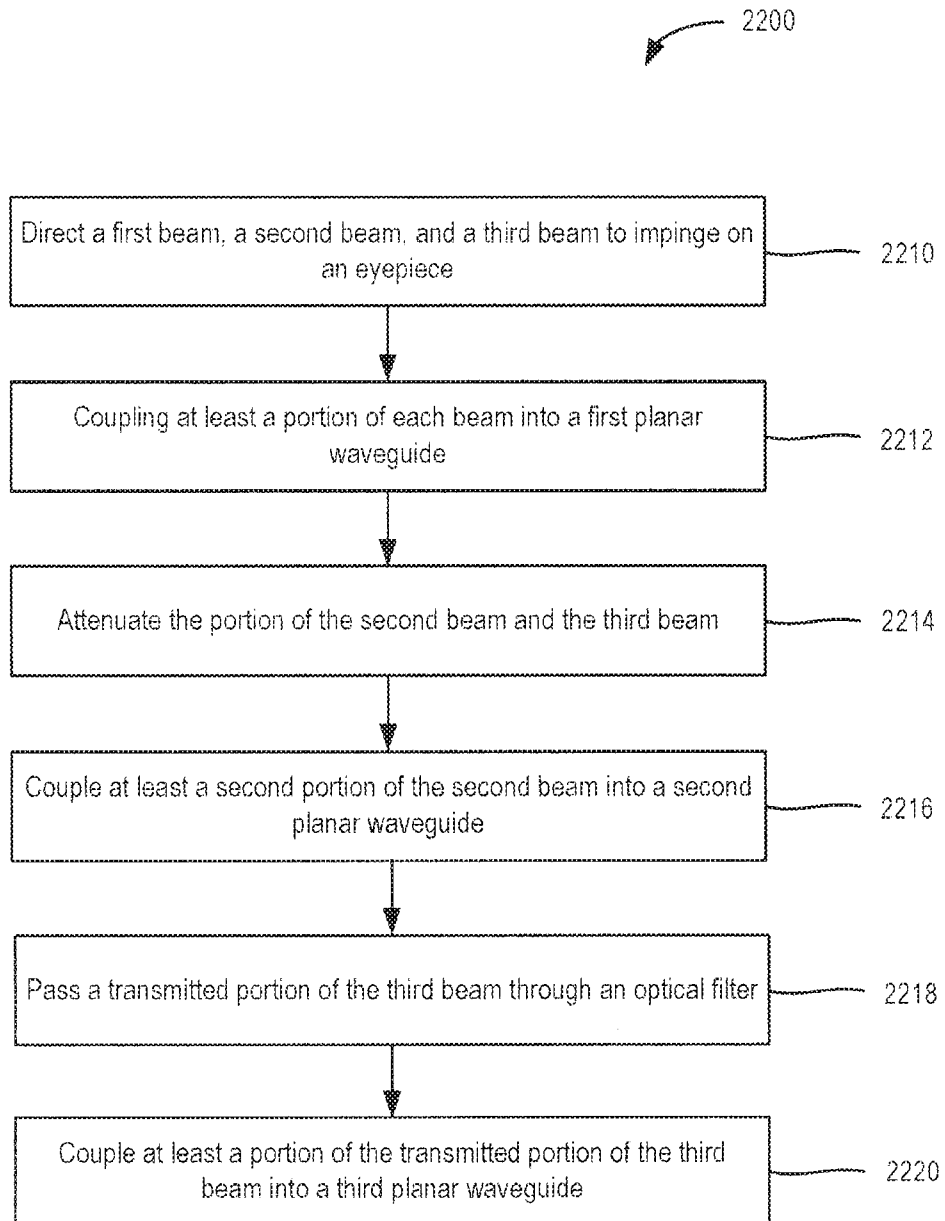 2200
Direct a first beam, a second beam, and a third beam to impinge on
an eyepiece
2210
Coupling at least a portion of each beam into a first planar
waveguide
2212
Attenuate the portion of the second beam and the third beam
2214
Couple at least a second portion of the second beam into a second
planar waveguide
2216
Pass a transmitted portion of the third beam through an optical filter
2218
Couple at least a portion of the transmitted portion of the third
beam into a third planar waveguide
2220